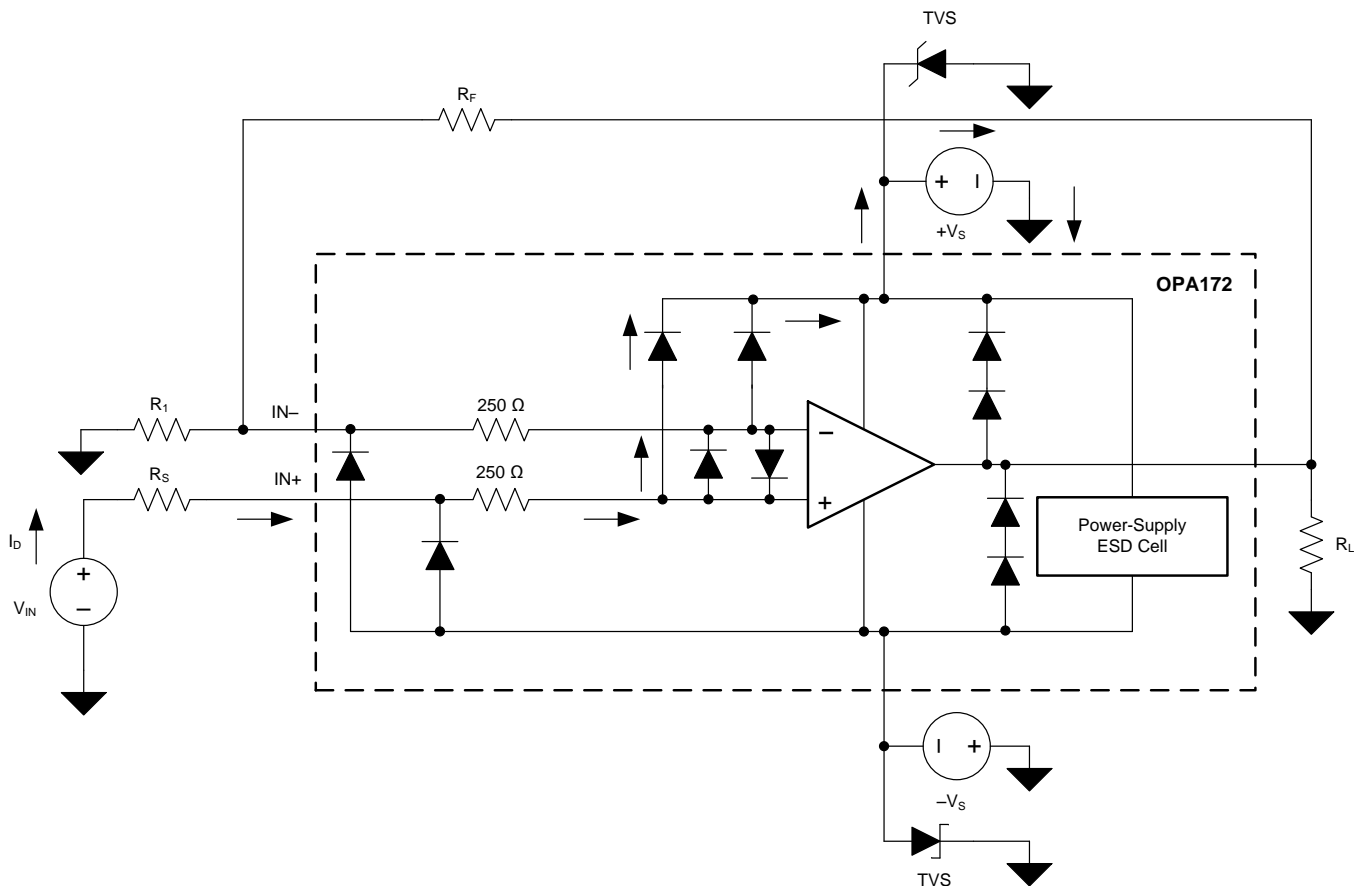 TVS
RF
+ –
+VS
OPA172
R1
IN–
250 Ω
–
RS
IN+
250 Ω
+
ID
+
VIN
–
Power-Supply
ESD Cell
RL
– +
–VS
TVS